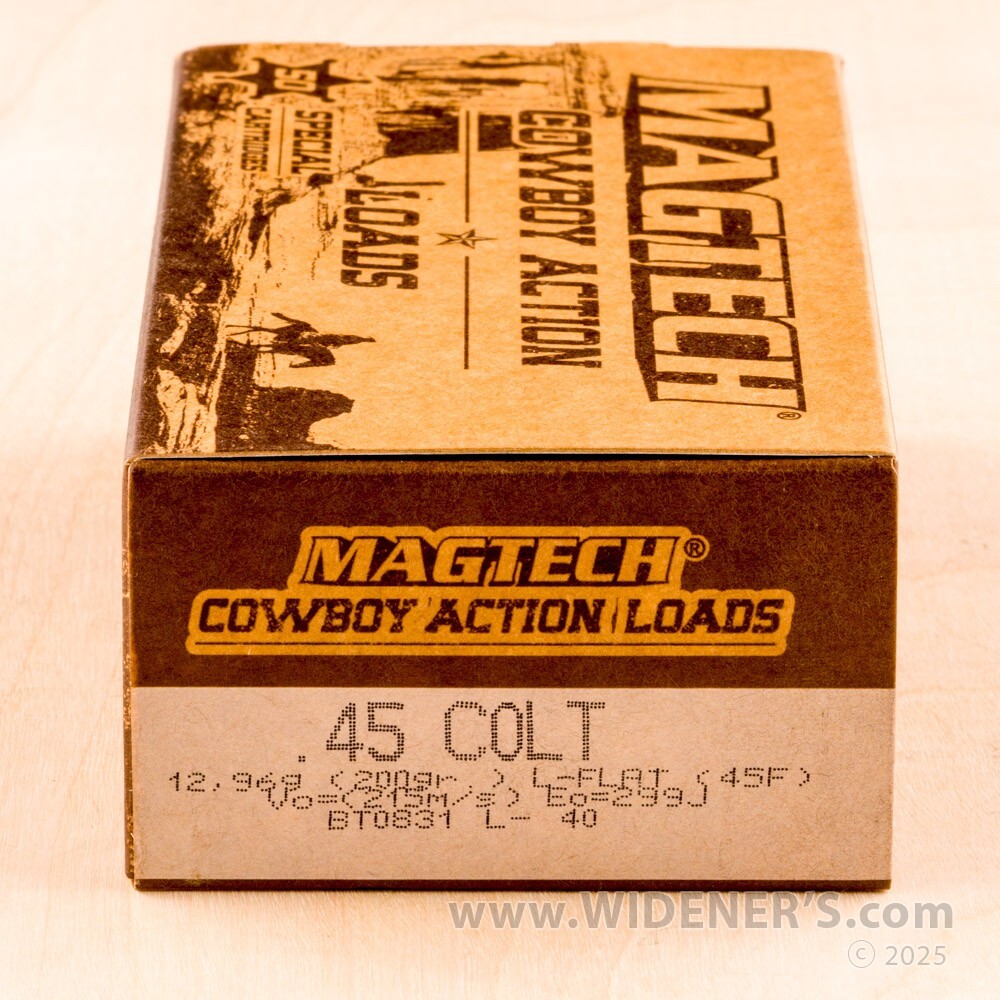 MAGTECH®
COWBOY ACTION
LOADS
50 SPECIAL
CARTRIDGES
MAGTECH®
COWBOY ACTION LOADS
.45 COLT
12,96g (200gr ) L-FLAT (45F)
Vo=(215M/s) Eo=299J
BT0831 L- 40
www.WIDENER'S.com
© 2025